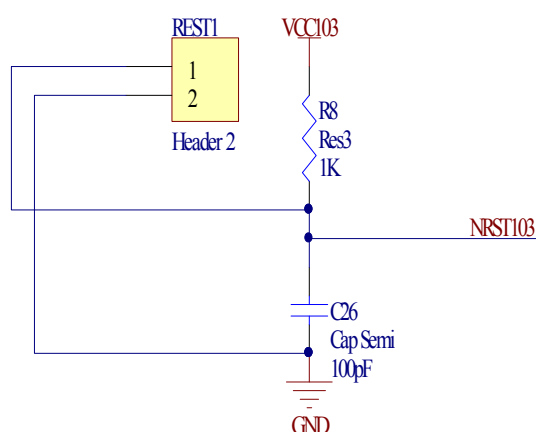 REST1
1
2
Header 2
VCC103
R8
Res3
1K
NRST103
C26
Cap Semi
100pF
GND